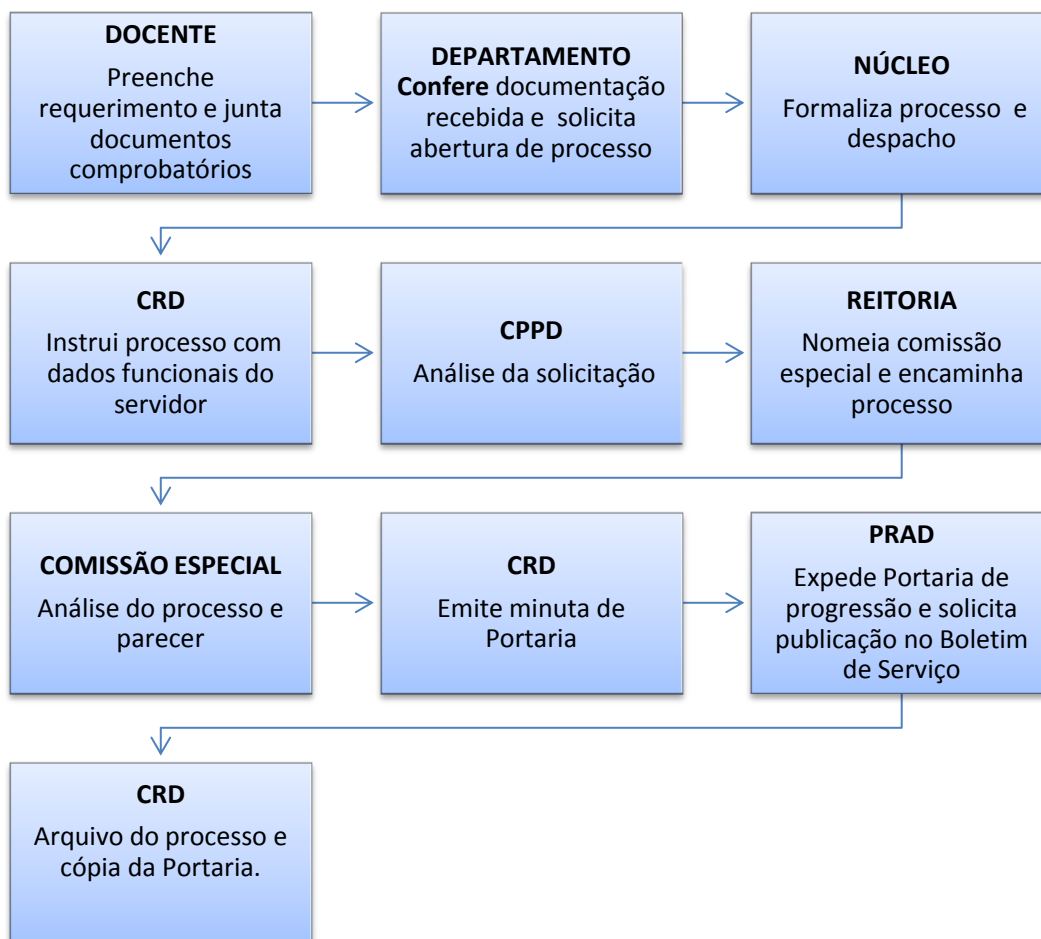 DOCENTE
Preenche
requerimento e junta
documentos
comprobatórios
DEPARTAMENTO
Confere documentação
recebida e solicita
abertura de processo
NÚCLEO
Formaliza processo e
despacho
CRD
Instrui processo com
dados funcionais do
servidor
CPPD
Análise da solicitação
REITORIA
Nomeia comissão
especial e encaminha
processo
COMISSÃO ESPECIAL
Análise do processo e
parecer
CRD
Emite minuta de
Portaria
PRAD
Expede Portaria de
progressão e solicita
publicação no Boletim
de Serviço
CRD
Arquivo do processo e
cópia da Portaria.